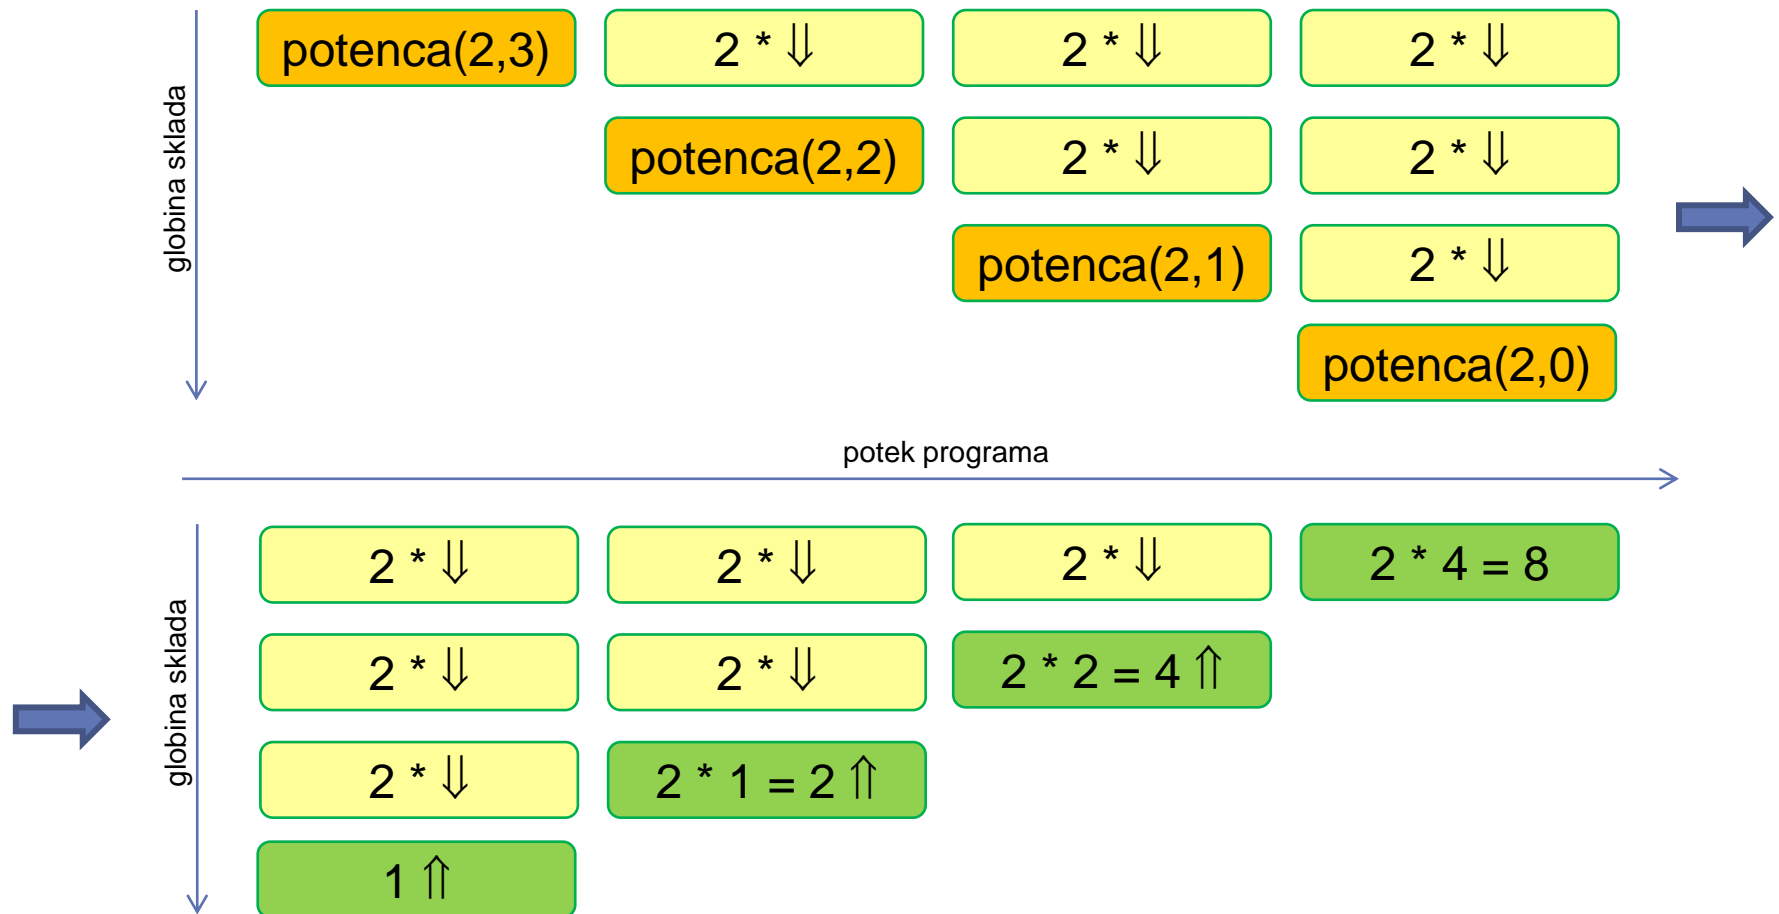 potenca(2,3) 2 * ⇓ 2 * ⇓ 2 * ⇓
potenca(2,2) 2 * ⇓ 2 * ⇓
globina sklada
potenca(2,1) 2 * ⇓
potenca(2,0)
potek programa
2 * ⇓ 2 * ⇓ 2 * ⇓ 2 * 4 = 8
2 * ⇓ 2 * ⇓ 2 * 2 = 4 ⇑
globina sklada
2 * ⇓ 2 * 1 = 2 ⇑
1 ⇑